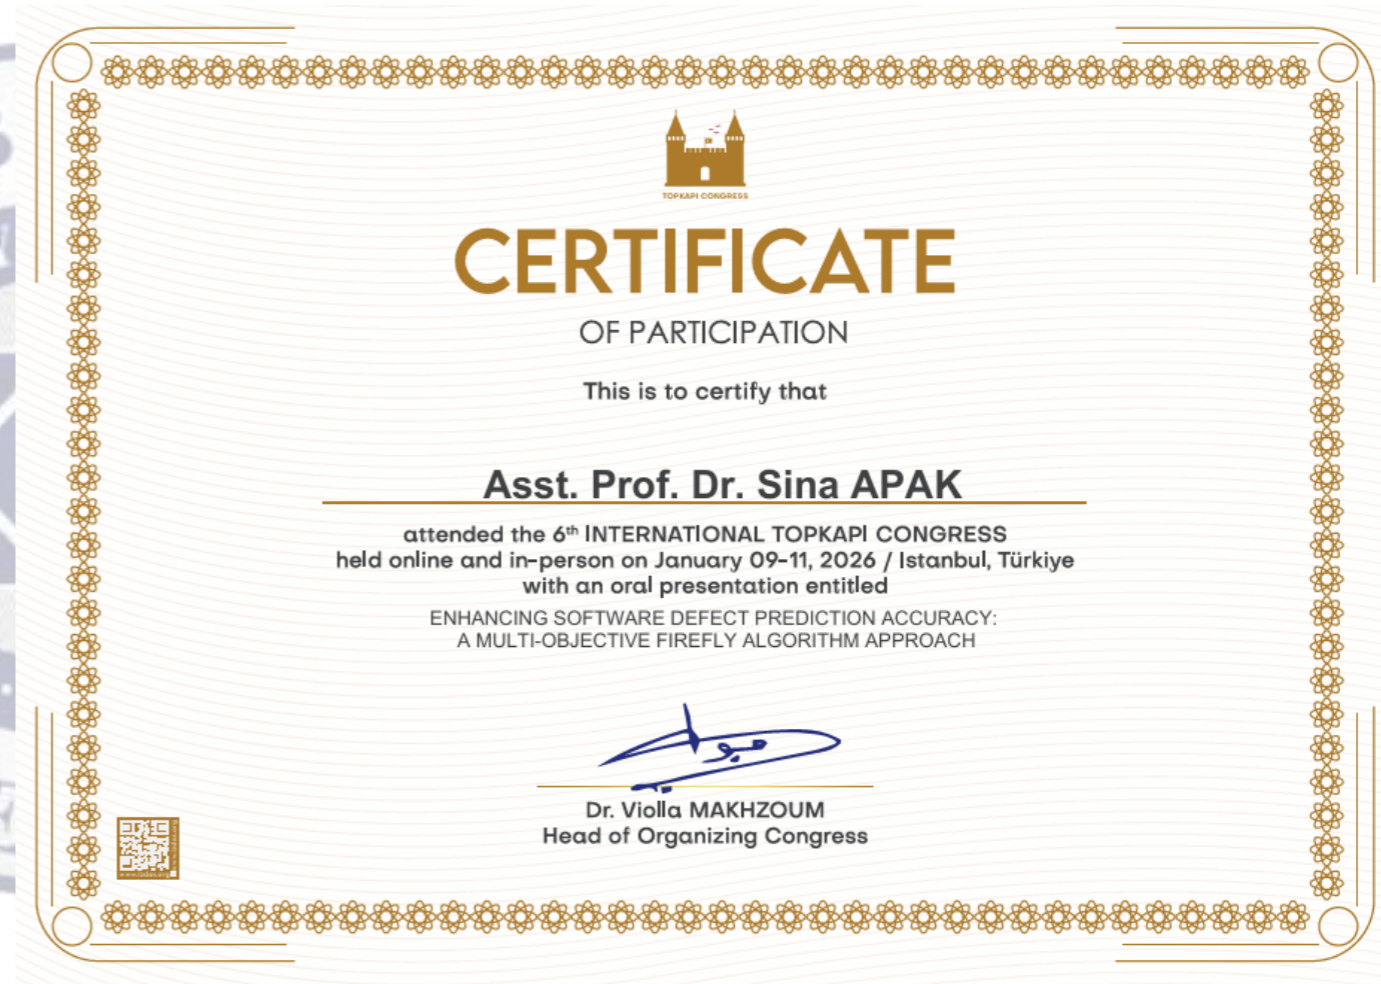 TOPKAPI CONGRESS
CERTIFICATE
OF PARTICIPATION
This is to certify that
Asst. Prof. Dr. Sina APAK
attended the 6th INTERNATIONAL TOPKAPI CONGRESS
held online and in-person on January 09-11, 2026 / Istanbul, Türkiye
with an oral presentation entitled
ENHANCING SOFTWARE DEFECT PREDICTION ACCURACY:
A MULTI-OBJECTIVE FIREFLY ALGORITHM APPROACH
Dr. Violla MAKHZOUM
Head of Organizing Congress